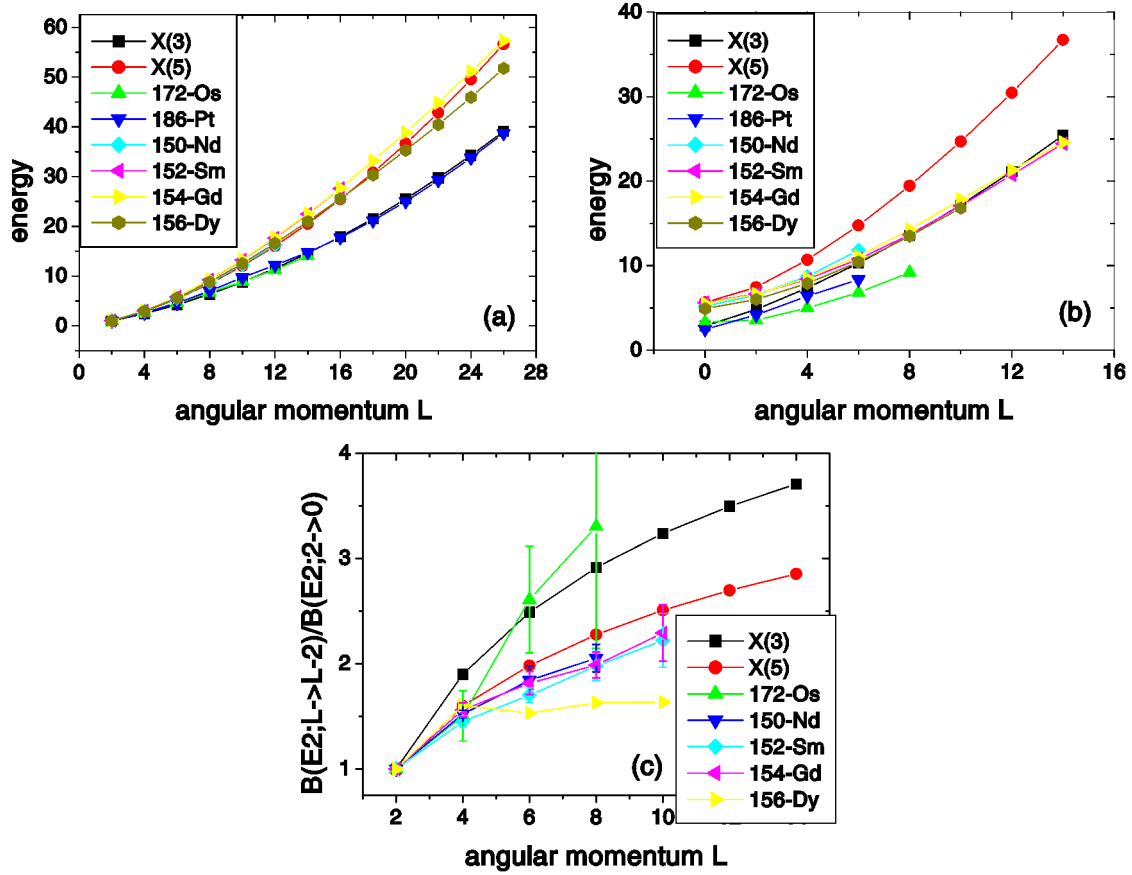 60
50
40
30
20
10
0
energy
X(3)
X(5)
172-Os
186-Pt
150-Nd
152-Sm
154-Gd
156-Dy
(a)
0 4 8 12 16 20 24 28
angular momentum L
40
30
20
10
0
energy
X(3)
X(5)
172-Os
186-Pt
150-Nd
152-Sm
154-Gd
156-Dy
(b)
0 4 8 12 16
angular momentum L
4
3
2
1
B(E2;L->L-2)/B(E2;2->0)
X(3)
X(5)
172-Os
150-Nd
152-Sm
154-Gd
156-Dy
(c)
2 4 6 8 10
angular momentum L